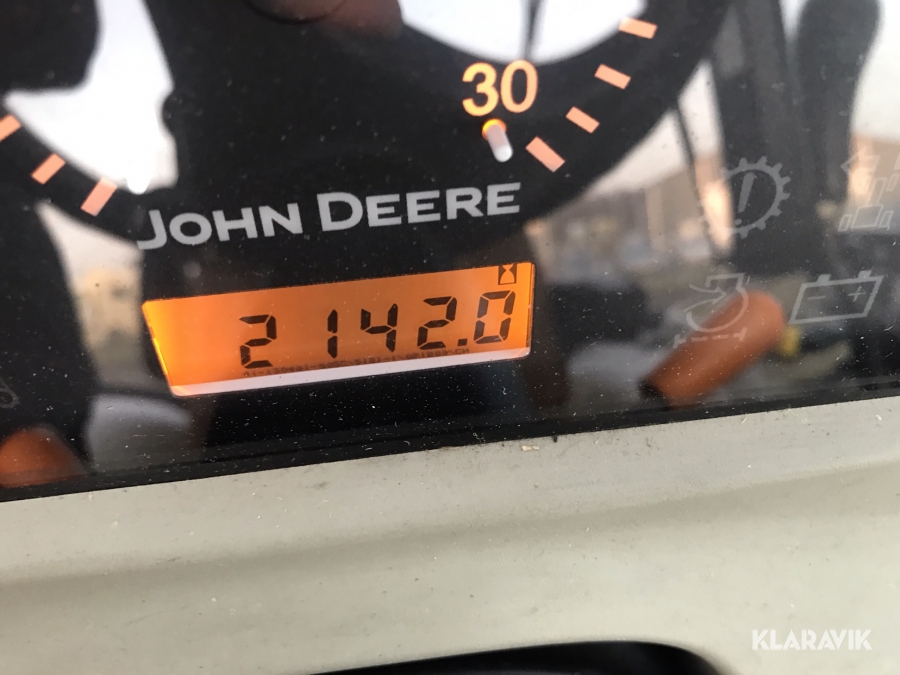 30
JOHN DEERE
2142.0
KLARAVIK